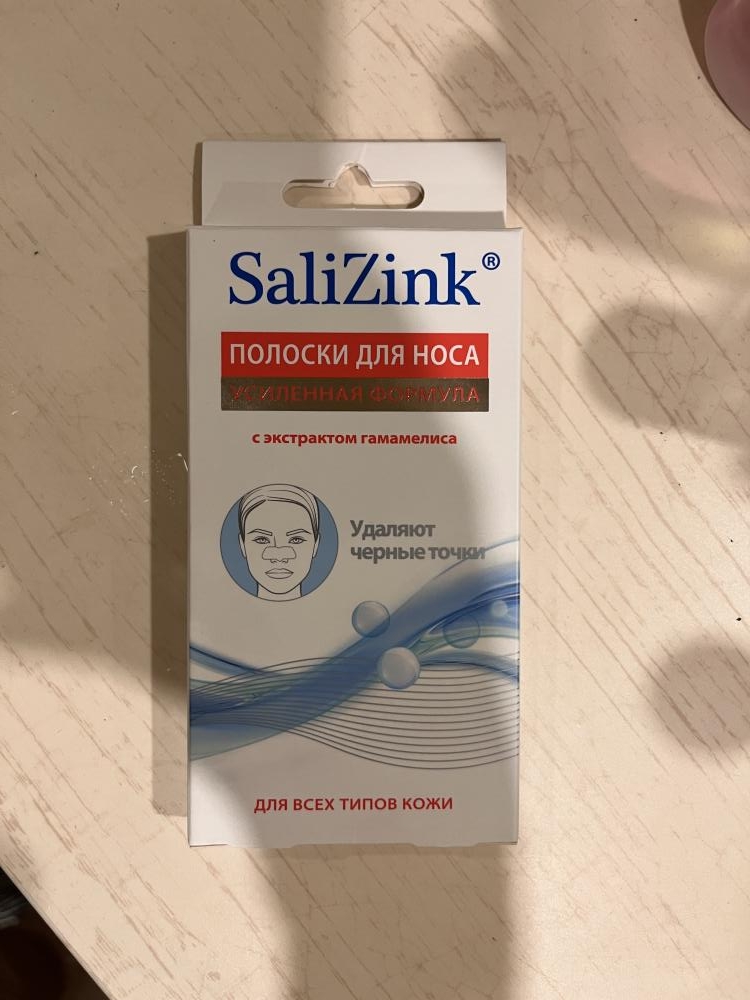 SaliZink®
ПОЛОСКИ ДЛЯ НОСА
УСИЛЕННАЯ ФОРМУЛА
с экстрактом гамамелиса
Удаляют
черные точки
ДЛЯ ВСЕХ ТИПОВ КОЖИ